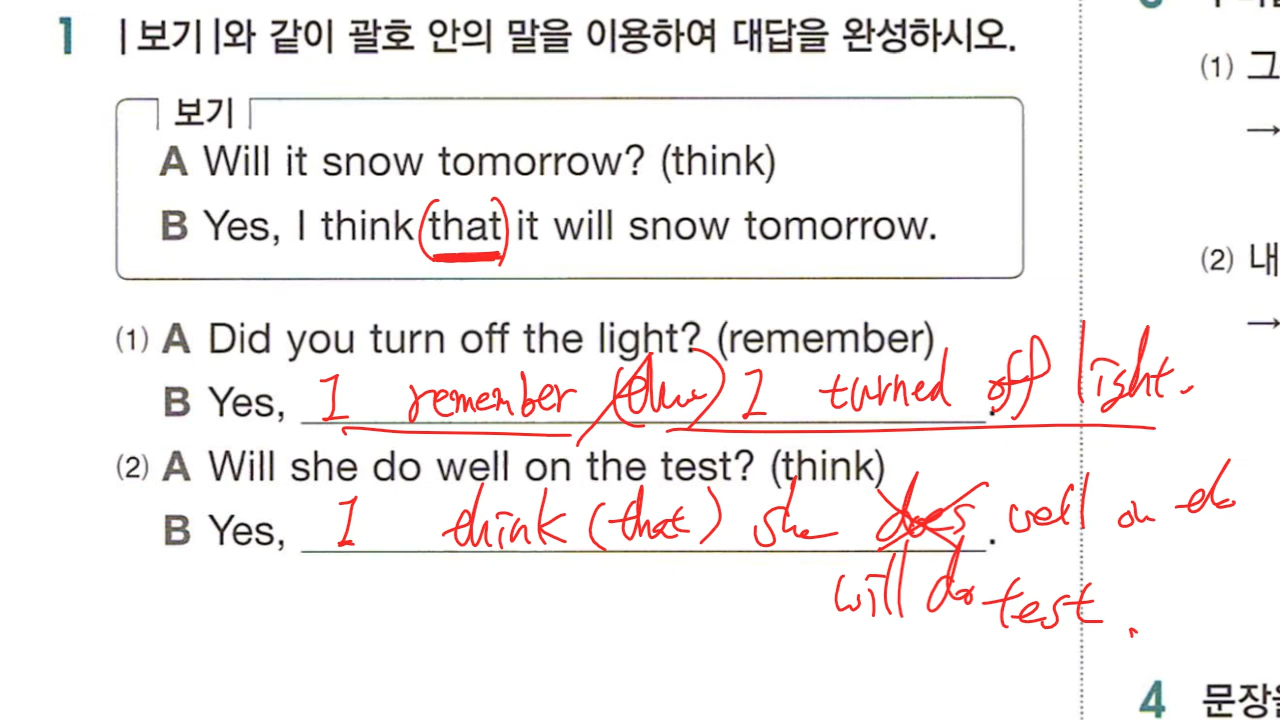 1 |보기|와 같이 괄호 안의 말을 이용하여 대답을 완성하시오.
보기
A Will it snow tomorrow? (think)
B Yes, I think (that) it will snow tomorrow.
(1) A Did you turn off the light? (remember)
B Yes, I remember I turned off light.
(2) A Will she do well on the test? (think)
B Yes, I think (that) she does well on
will do test.
(1) 그
→
(2) 내
→
4 문장을